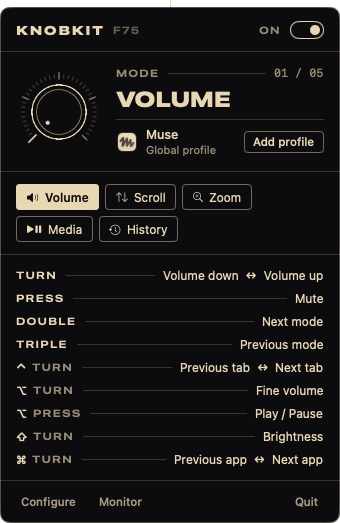 KNOBKIT F75 ON
MODE 01 / 05
VOLUME
Muse
Global profile
Add profile
Volume Scroll Zoom
Media History
TURN Volume down ↔ Volume up
PRESS Mute
DOUBLE Next mode
TRIPLE Previous mode
^ TURN Previous tab ↔ Next tab
⌥ TURN Fine volume
⌥ PRESS Play / Pause
⇧ TURN Brightness
⌘ TURN Previous app ↔ Next app
Configure Monitor Quit